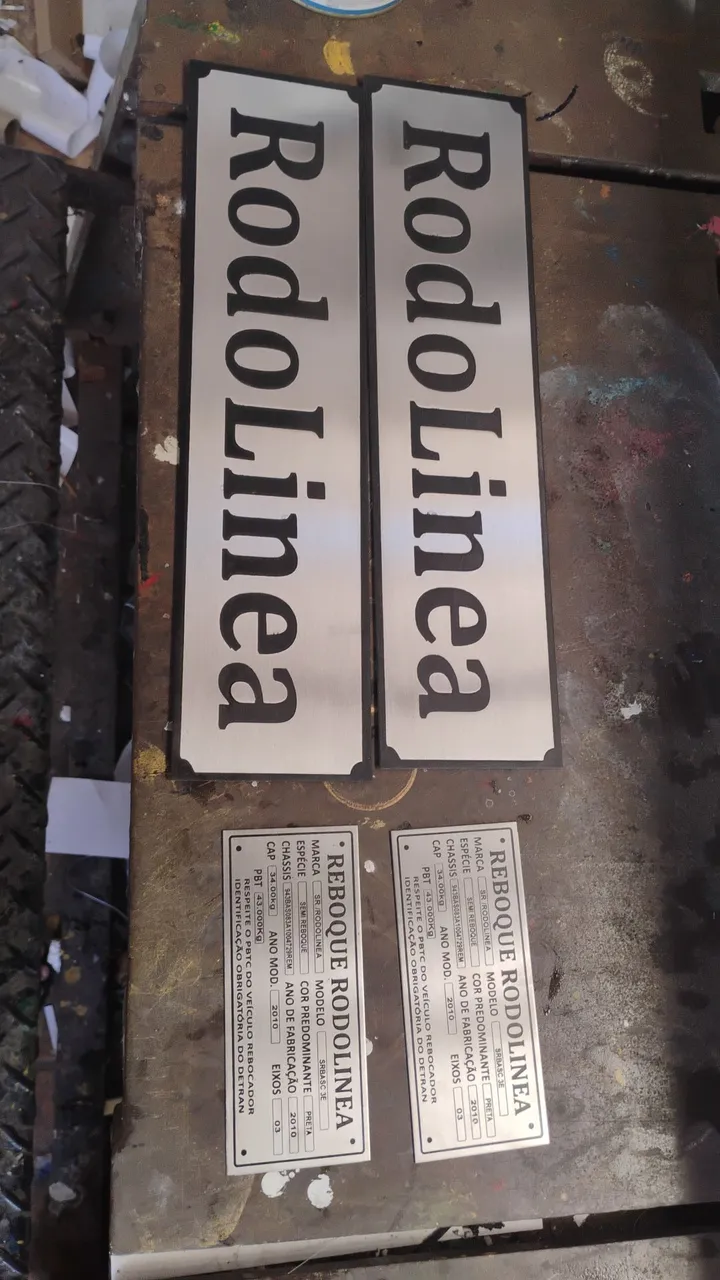 RodoLinea
RodoLinea
REBOQUE RODOLINEA
MARCA SR /RODOLINEA MODELO SRBASC 3E
ESPÉCIE SEMI REBOQUE COR PREDOMINANTE PRETA
CHASSIS ANO DE FABRICAÇÃO 2010
CAP 34.00kg ANO MOD. 2010 EIXOS 03
PBT 43.000Kg
RESPEITE O PBTC DO VEÍCULO REBOCADOR
IDENTIFICAÇÃO OBRIGATÓRIA DO DETRAN
REBOQUE RODOLINEA
MARCA SR /RODOLINEA MODELO SRBASC 3E
ESPÉCIE SEMI REBOQUE COR PREDOMINANTE PRETA
CHASSIS ANO DE FABRICAÇÃO 2010
CAP 34.00kg ANO MOD. 2010 EIXOS 03
PBT 43.000Kg
RESPEITE O PBTC DO VEÍCULO REBOCADOR
IDENTIFICAÇÃO OBRIGATÓRIA DO DETRAN